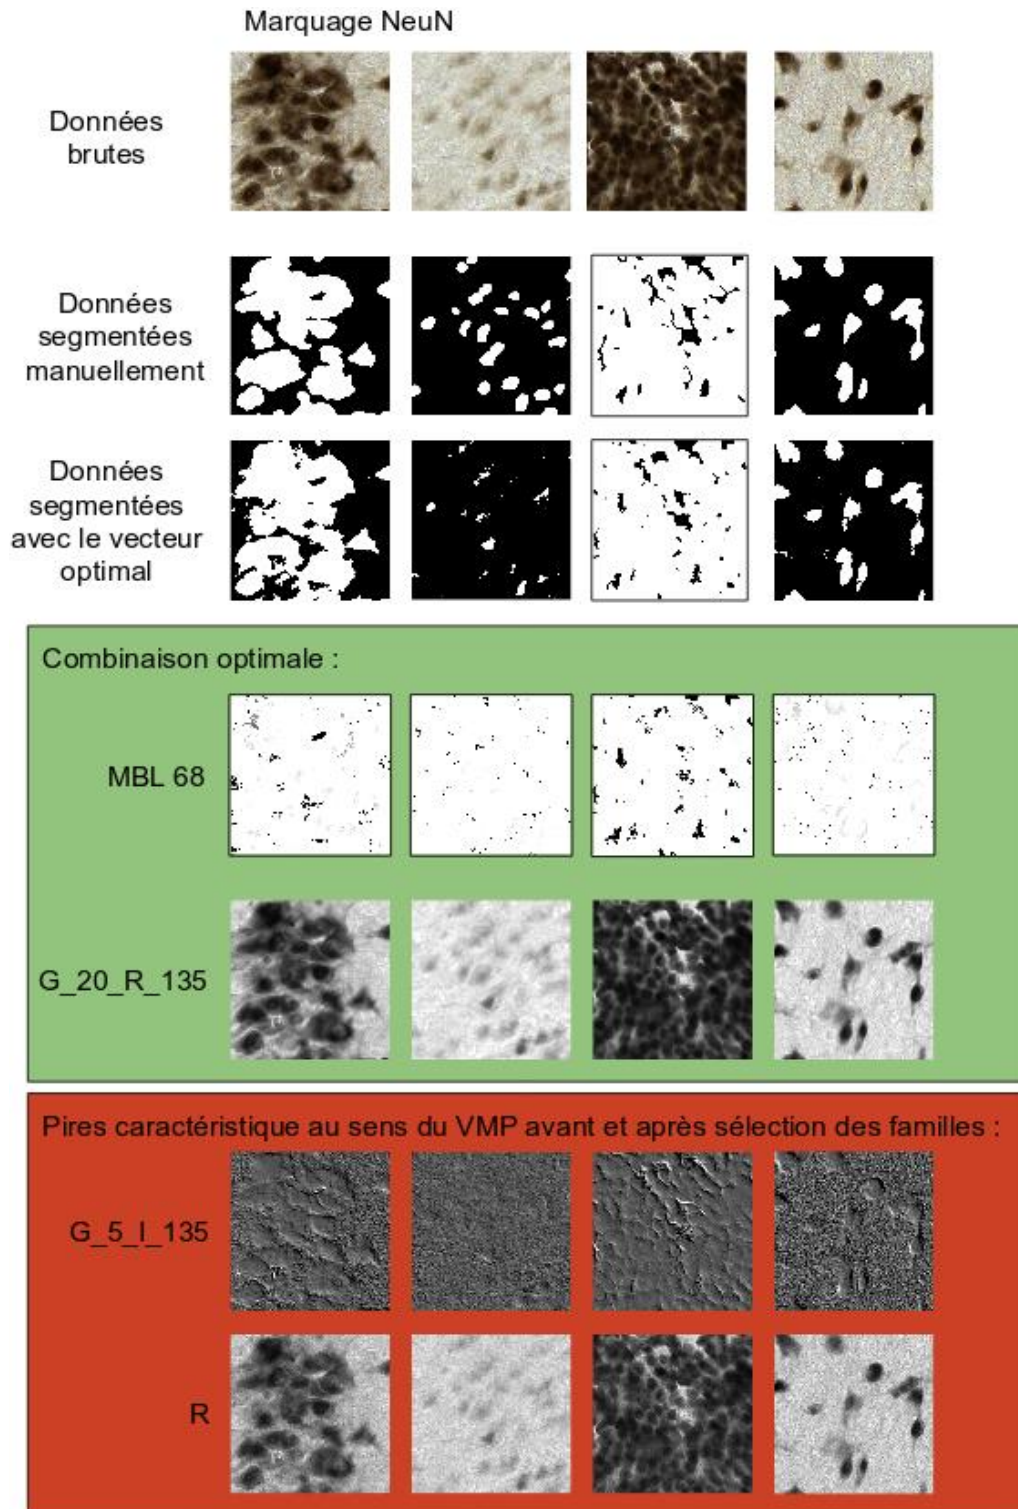 Marquage NeuN
Données
brutes
Données
segmentées
manuellement
Données
segmentées
avec le vecteur
optimal
Combinaison optimale :
MBL 68
G_20_R_135
Pires caractéristique au sens du VMP avant et après sélection des familles :
G_5_I_135
R